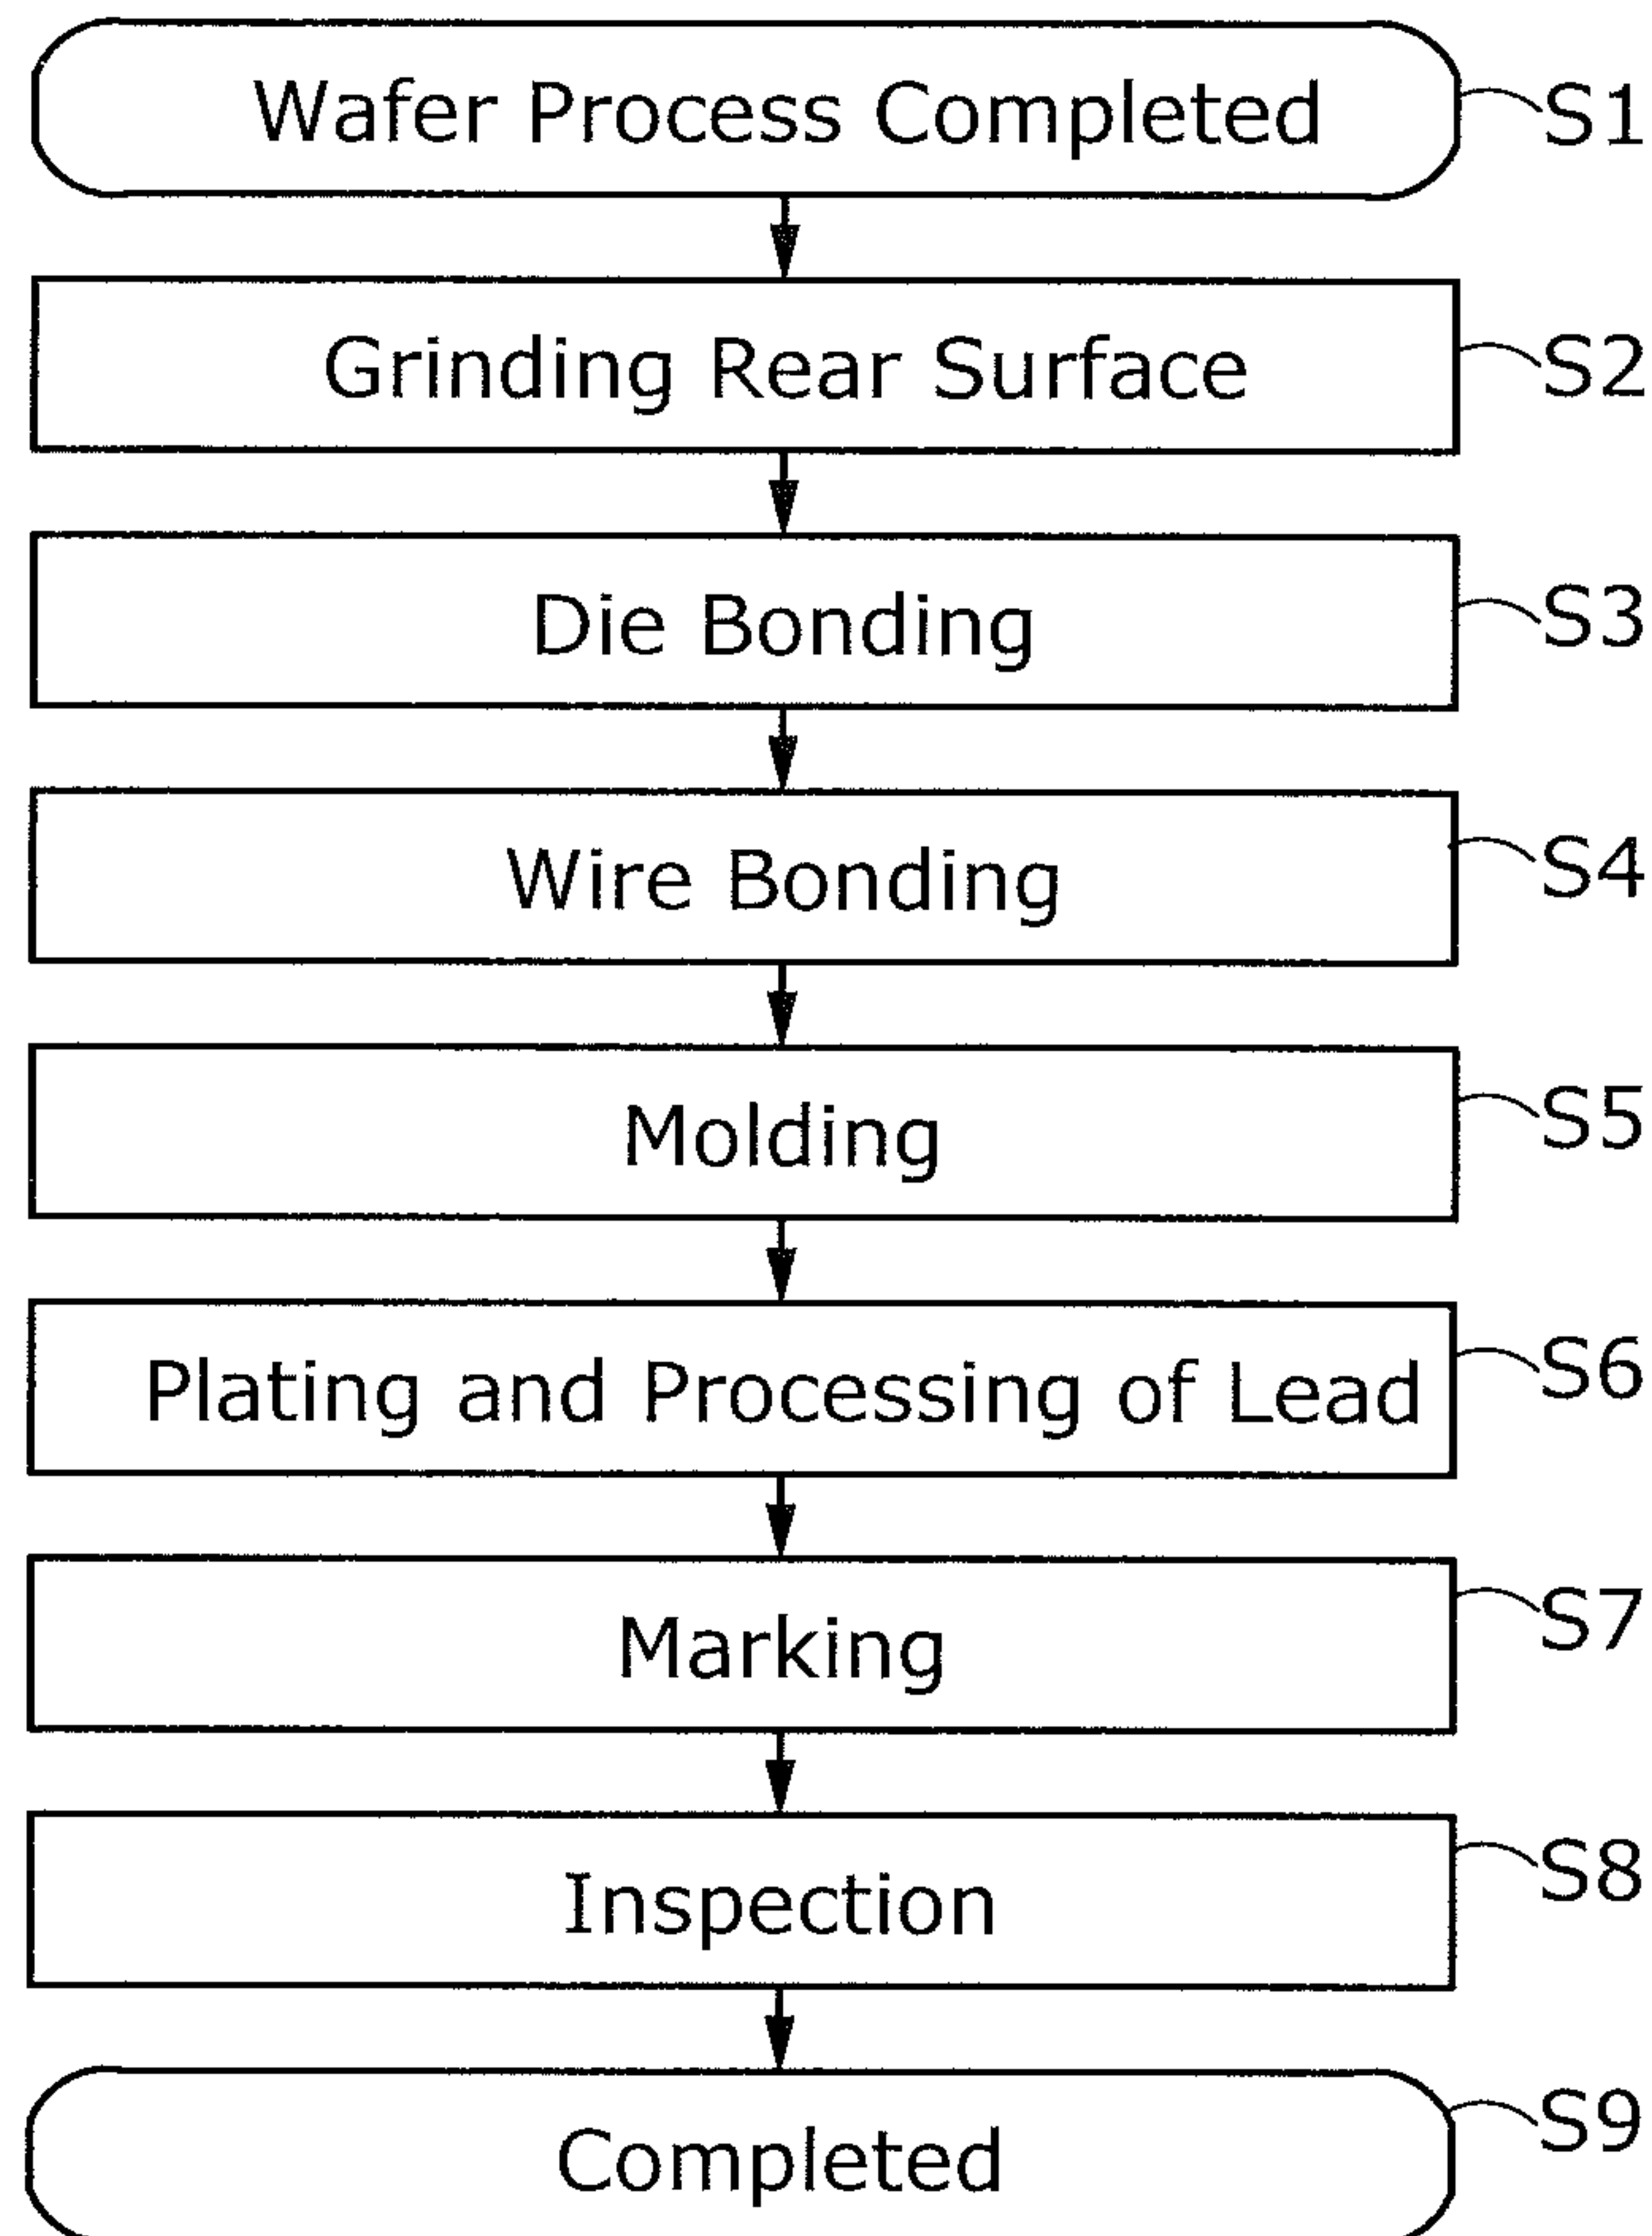 Wafer Process Completed S1
Grinding Rear Surface S2
Die Bonding S3
Wire Bonding S4
Molding S5
Plating and Processing of Lead S6
Marking S7
Inspection S8
Completed S9